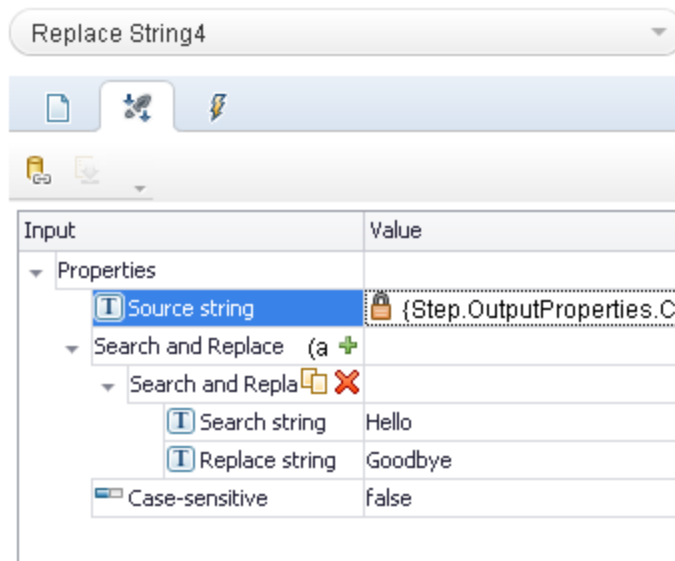 Replace String4
Input Value
Properties
T Source string {Step.OutputProperties.C
Search and Replace (a
Search and Repla
T Search string Hello
T Replace string Goodbye
Case-sensitive false